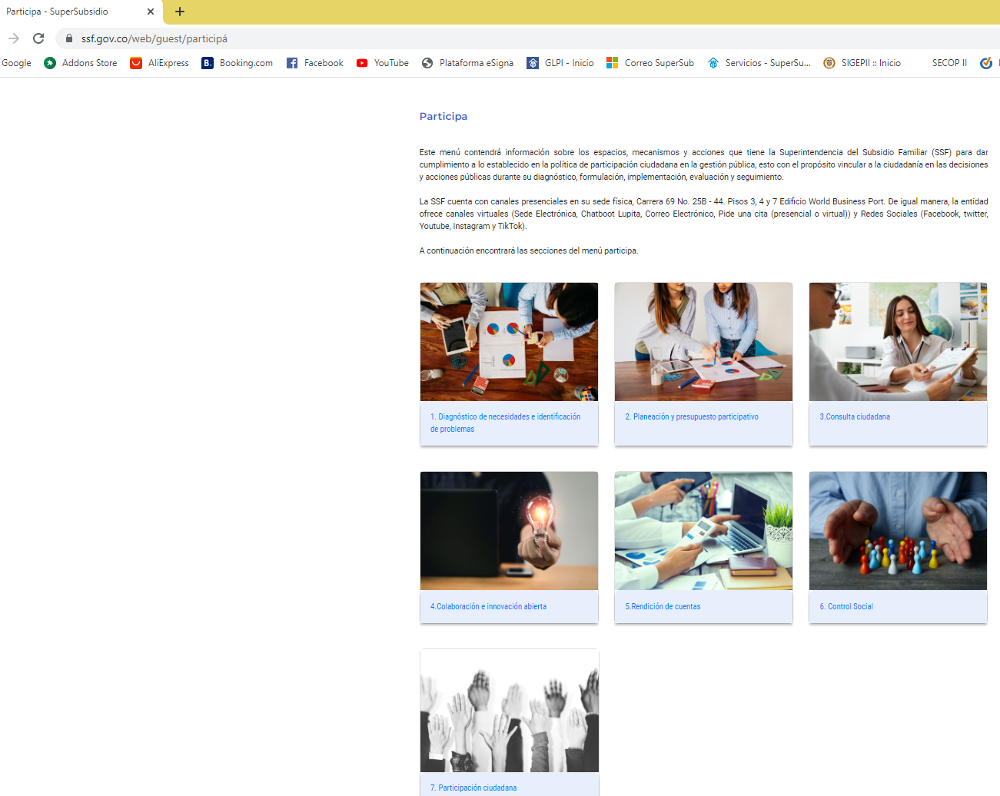 Participa - SuperSubsidio
ssf.gov.co/web/guest/participá
Google Addons Store AliExpress B. Booking.com Facebook YouTube Plataforma eSigna GLPI - Inicio Correo SuperSub Servicios - SuperSu... SIGEPII :: Inicio SECOP II
Participa
Este menú contendrá información sobre los espacios, mecanismos y acciones que tiene la Superintendencia del Subsidio Familiar (SSF) para dar
cumplimiento a lo establecido en la política de participación ciudadana en la gestión pública, esto con el propósito vincular a la ciudadanía en las decisiones
y acciones públicas durante su diagnóstico, formulación, implementación, evaluación y seguimiento.
La SSF cuenta con canales presenciales en su sede física, Carrera 69 No. 25B - 44. Pisos 3, 4 y 7 Edificio World Business Port. De igual manera, la entidad
ofrece canales virtuales (Sede Electrónica, Chatboot Lupita, Correo Electrónico, Pide una cita (presencial o virtual)) y Redes Sociales (Facebook, twitter,
Youtube, Instagram y TikTok).
A continuación encontrará las secciones del menú participa.
1. Diagnóstico de necesidades e identificación
de problemas
2. Planeación y presupuesto participativo
3.Consulta ciudadana
4.Colaboración e innovación abierta
5.Rendición de cuentas
6. Control Social
7. Participación ciudadana